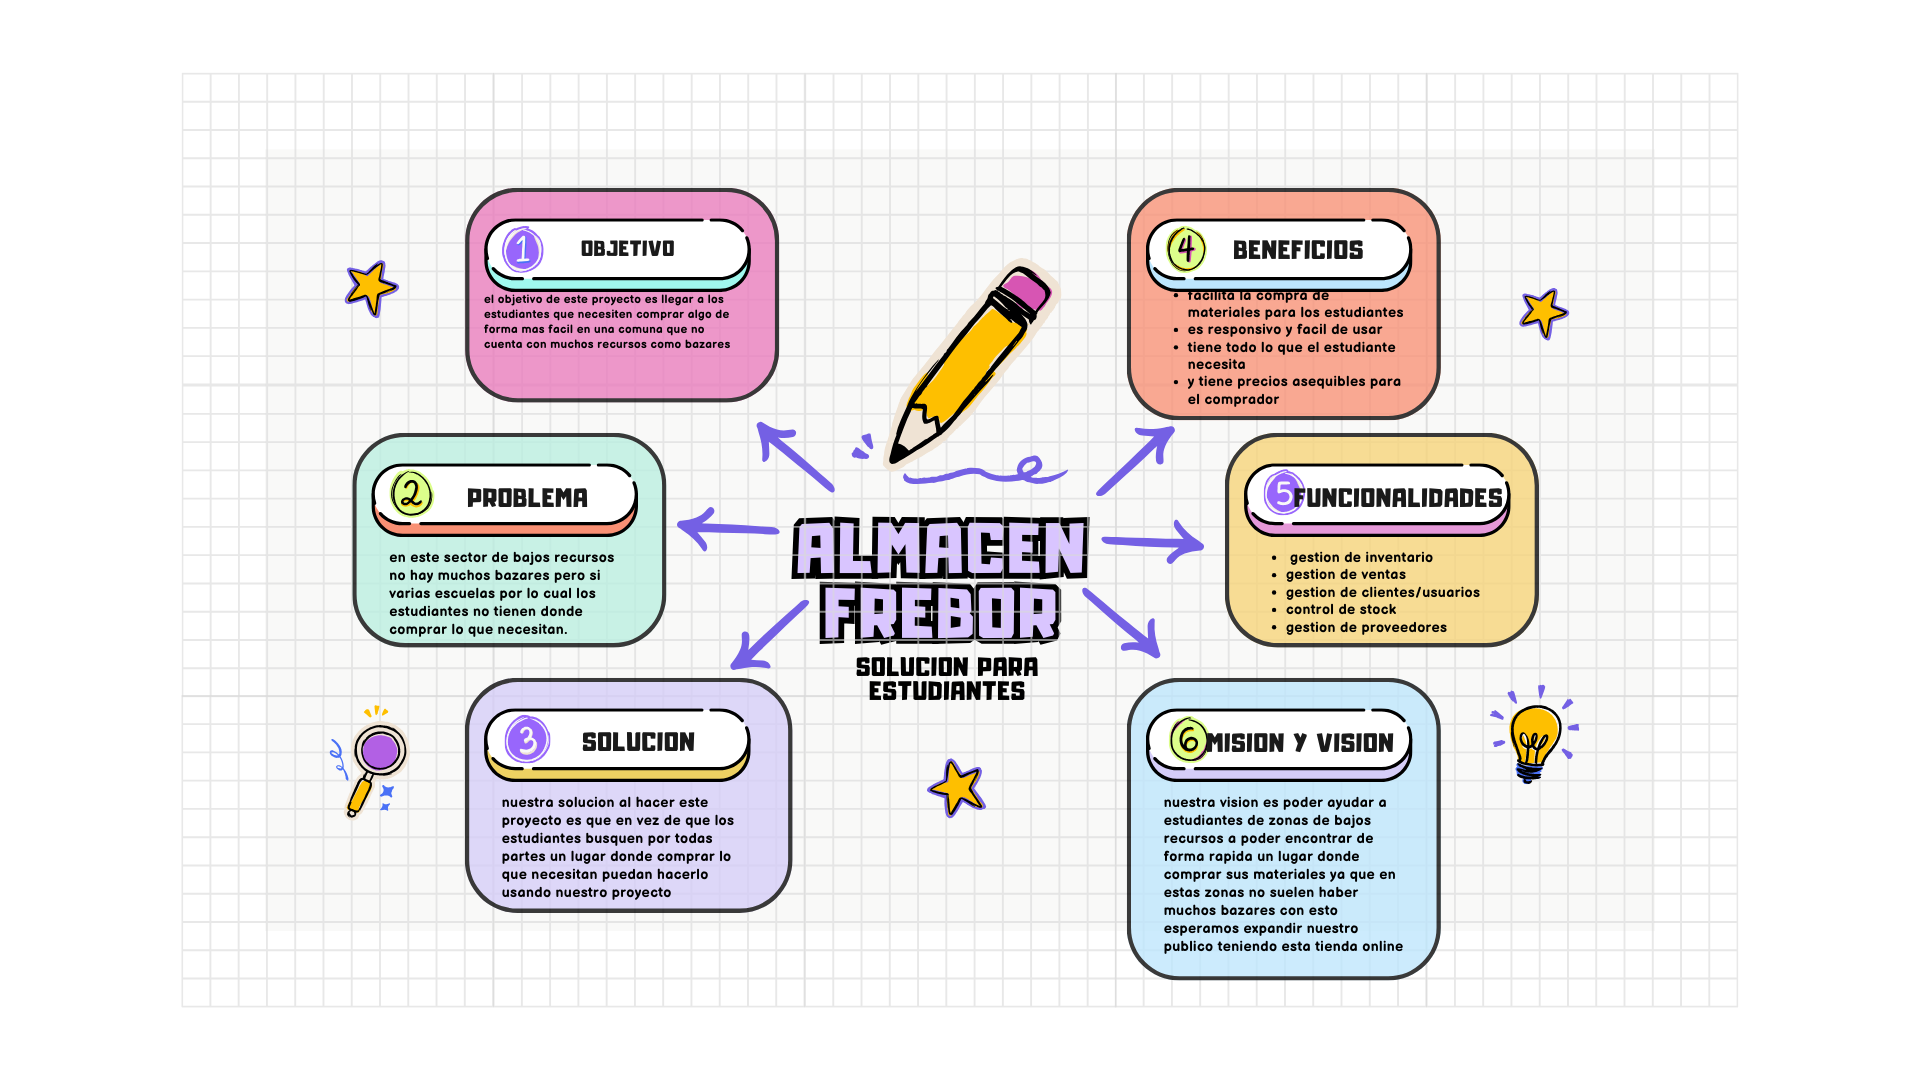 1
OBJETIVO
el objetivo de este proyecto es llegar a los
estudiantes que necesiten comprar algo de
forma mas facil en una comuna que no
cuenta con muchos recursos como bazares
2
PROBLEMA
en este sector de bajos recursos
no hay muchos bazares pero si
varias escuelas por lo cual los
estudiantes no tienen donde
comprar lo que necesitan.
3
SOLUCION
nuestra solucion al hacer este
proyecto es que en vez de que los
estudiantes busquen por todas
partes un lugar donde comprar lo
que necesitan puedan hacerlo
usando nuestro proyecto
ALMACEN
FREBOR
SOLUCION PARA
ESTUDIANTES
4
BENEFICIOS
• facilita la compra de
materiales para los estudiantes
• es responsivo y facil de usar
• tiene todo lo que el estudiante
necesita
• y tiene precios asequibles para
el comprador
5
FUNCIONALIDADES
• gestion de inventario
• gestion de ventas
• gestion de clientes/usuarios
• control de stock
• gestion de proveedores
6
MISION Y VISION
nuestra vision es poder ayudar a
estudiantes de zonas de bajos
recursos a poder encontrar de
forma rapida un lugar donde
comprar sus materiales ya que en
estas zonas no suelen haber
muchos bazares con esto
esperamos expandir nuestro
publico teniendo esta tienda online